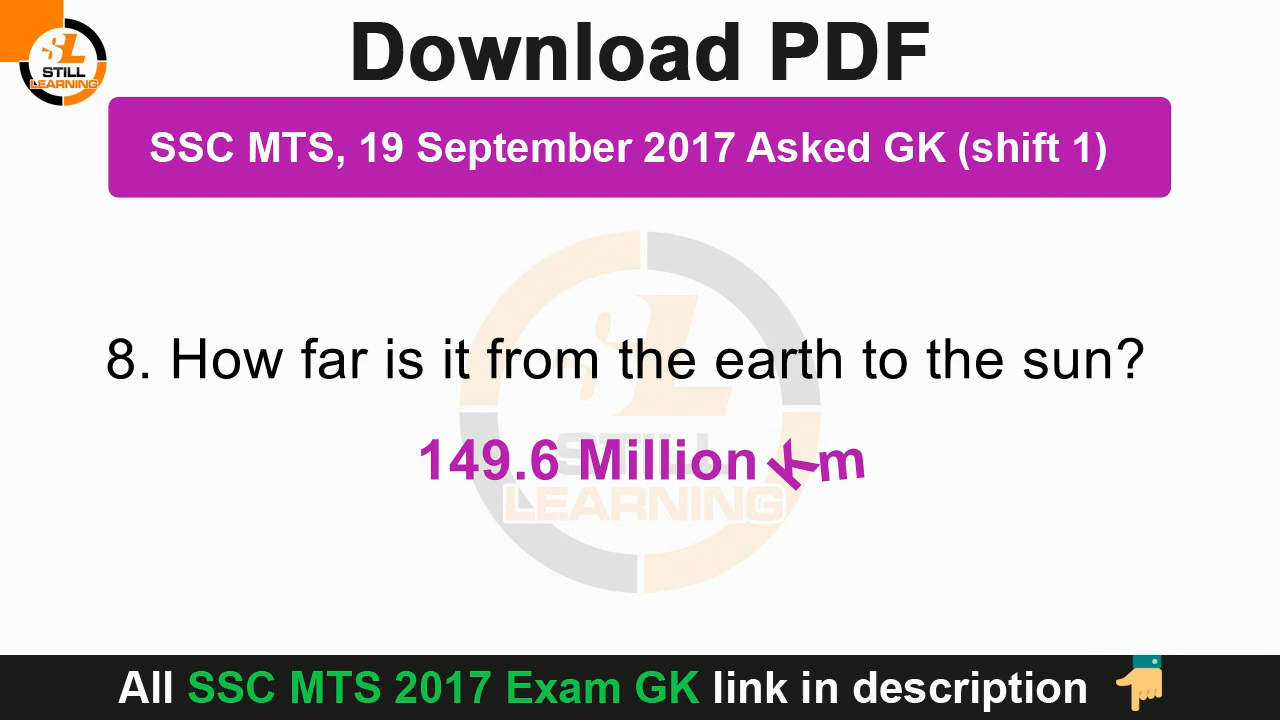 SL
STILL
LEARNING
Download PDF
SSC MTS, 19 September 2017 Asked GK (shift 1)
8. How far is it from the earth to the sun?
149.6 Million Km
SL
STILL
LEARNING
All SSC MTS 2017 Exam GK link in description